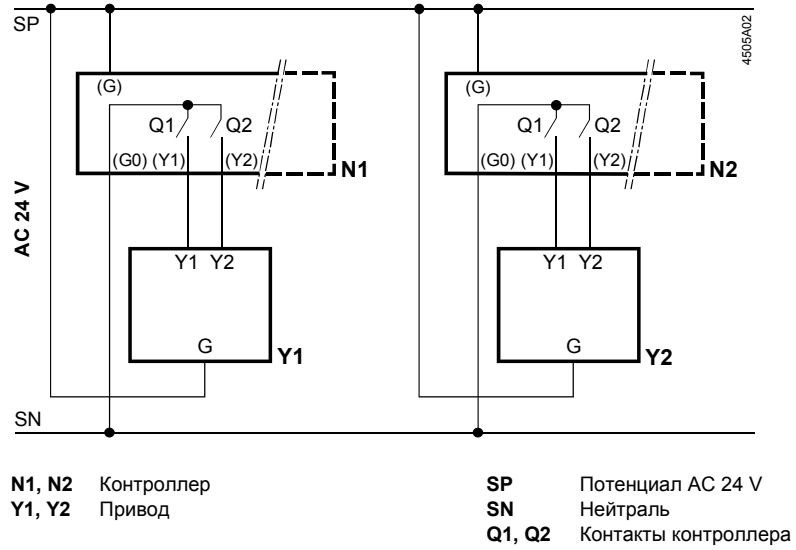 SP
4505A02
(G) (G)
Q1 Q2 Q1 Q2
(G0) (Y1) (Y2) N1 (G0) (Y1) (Y2) N2
AC 24 V
Y1 Y2 Y1 Y2
G Y1 G Y2
SN
N1, N2 Контроллер SP Потенциал AC 24 V
Y1, Y2 Привод SN Нейтраль
Q1, Q2 Контакты контроллера